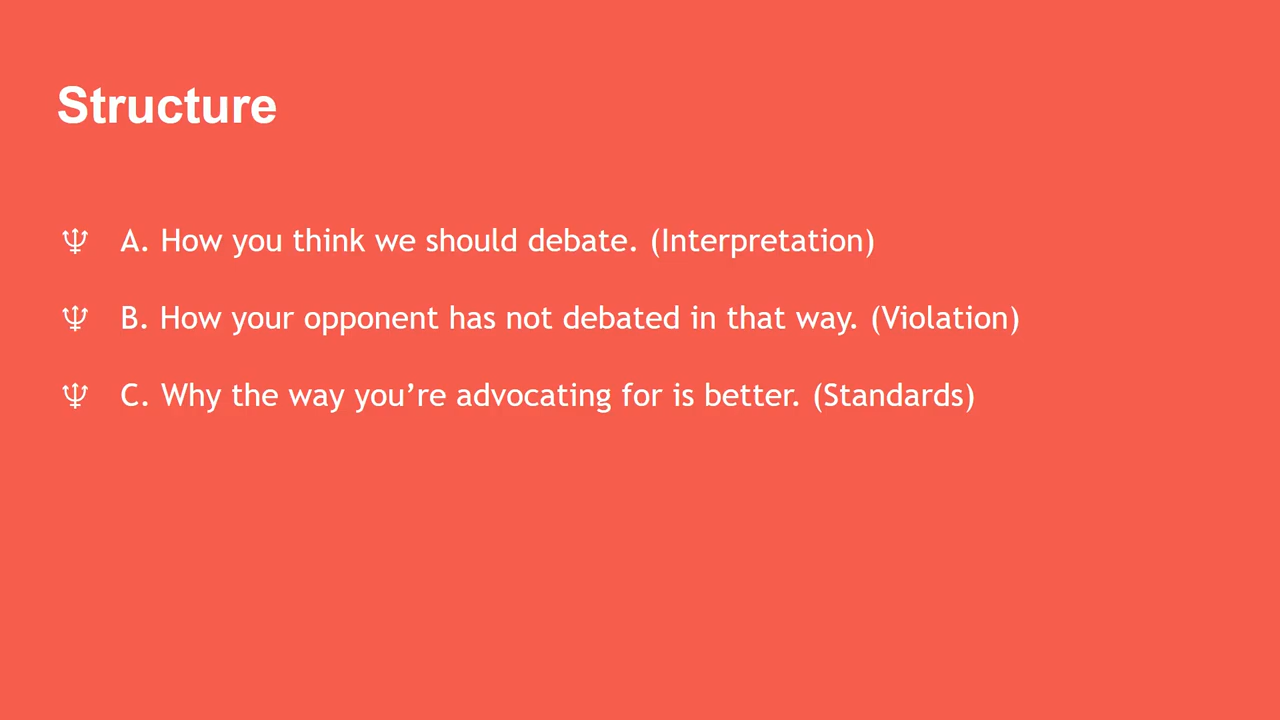 Structure
♆ A. How you think we should debate. (Interpretation)
♆ B. How your opponent has not debated in that way. (Violation)
♆ C. Why the way you’re advocating for is better. (Standards)